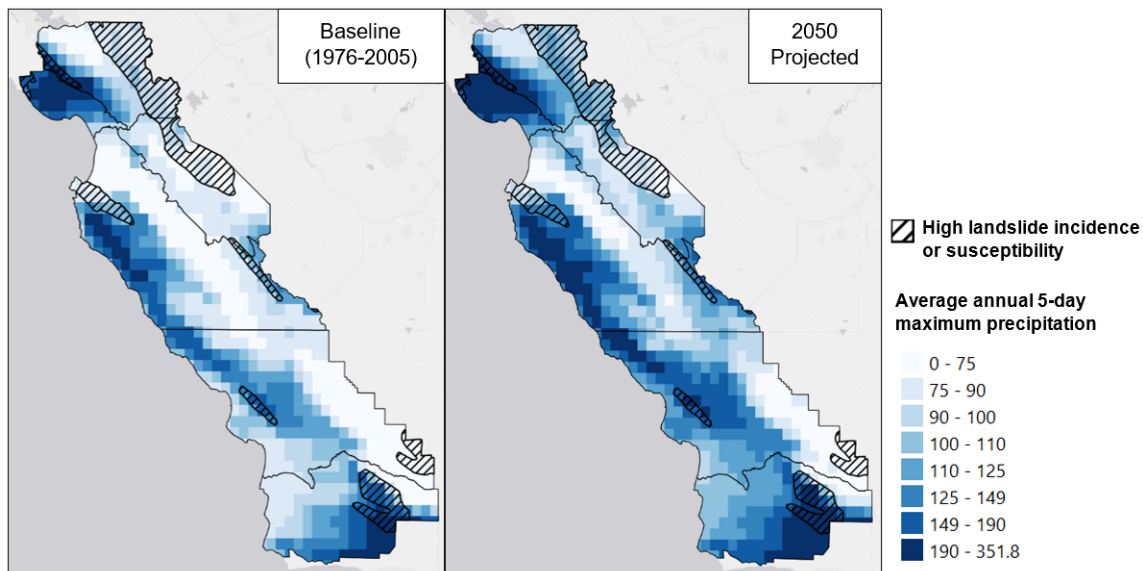 Baseline
(1976-2005)
2050
Projected
High landslide incidence
or susceptibility
Average annual 5-day
maximum precipitation
0 - 75
75 - 90
90 - 100
100 - 110
110 - 125
125 - 149
149 - 190
190 - 351.8